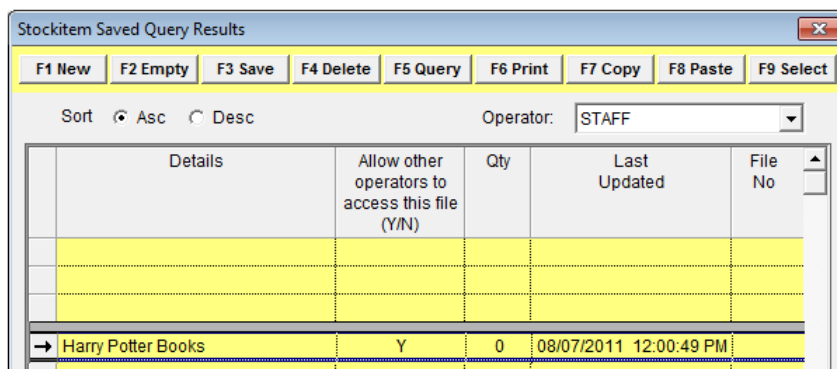 Stockitem Saved Query Results
F1 New F2 Empty F3 Save F4 Delete F5 Query F6 Print F7 Copy F8 Paste F9 Select
Sort Asc Desc Operator: STAFF
Details Allow other Qty Last File
operators to Updated No
access this file
(Y/N)
Harry Potter Books Y 0 08/07/2011 12:00:49 PM